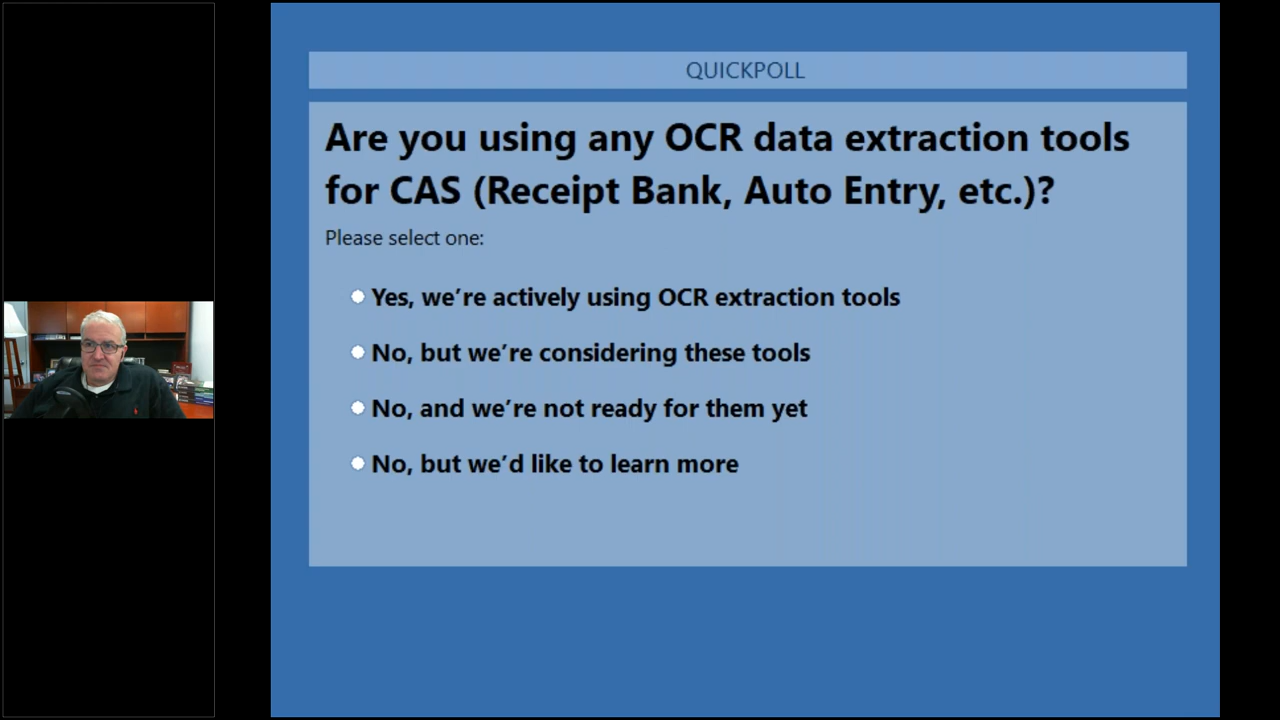 QUICKPOLL
Are you using any OCR data extraction tools
for CAS (Receipt Bank, Auto Entry, etc.)?
Please select one:
Yes, we’re actively using OCR extraction tools
No, but we’re considering these tools
No, and we’re not ready for them yet
No, but we’d like to learn more